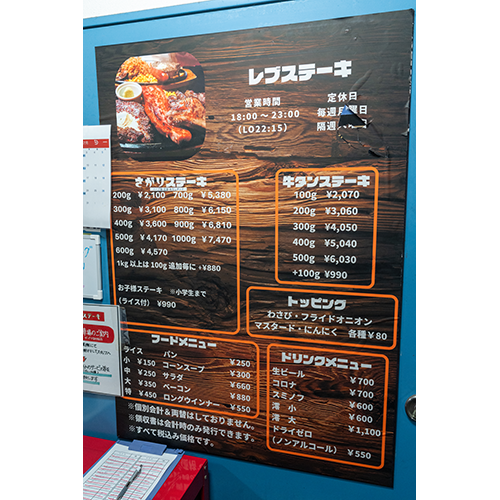 レブステーキ
営業時間
18:00～23:00
(LO22:15)
定休日
毎週月曜日
隔週
さがりステーキ
200g ¥2,100 700g ¥5,380
300g ¥3,100 800g ¥6,150
400g ¥3,600 900g ¥6,810
500g ¥4,170 1000g ¥7,470
600g ¥4,570
1kg以上は100g追加毎に +¥880
お子様ステーキ ※小学生まで
(ライス付) ¥990
牛タンステーキ
100g ¥2,070
200g ¥3,060
300g ¥4,050
400g ¥5,040
500g ¥6,030
+100g ¥990
トッピング
わさび・フライドオニオン
マスタード・にんにく 各種¥80
フードメニュー
ライス
小 ¥150
中 ¥250
大 ¥350
特 ¥450
パン ¥250
コーンスープ ¥300
サラダ ¥660
ベーコン ¥880
ロングウインナー ¥550
ドリンクメニュー
生ビール ¥700
コロナ ¥700
スミノフ ¥600
澪 小 ¥600
澪 大 ¥1,100
ドライゼロ
(ノンアルコール) ¥550
※個別会計&両替はしておりません。
※領収書は会計時のみ発行できます。
※すべて税込み価格です。